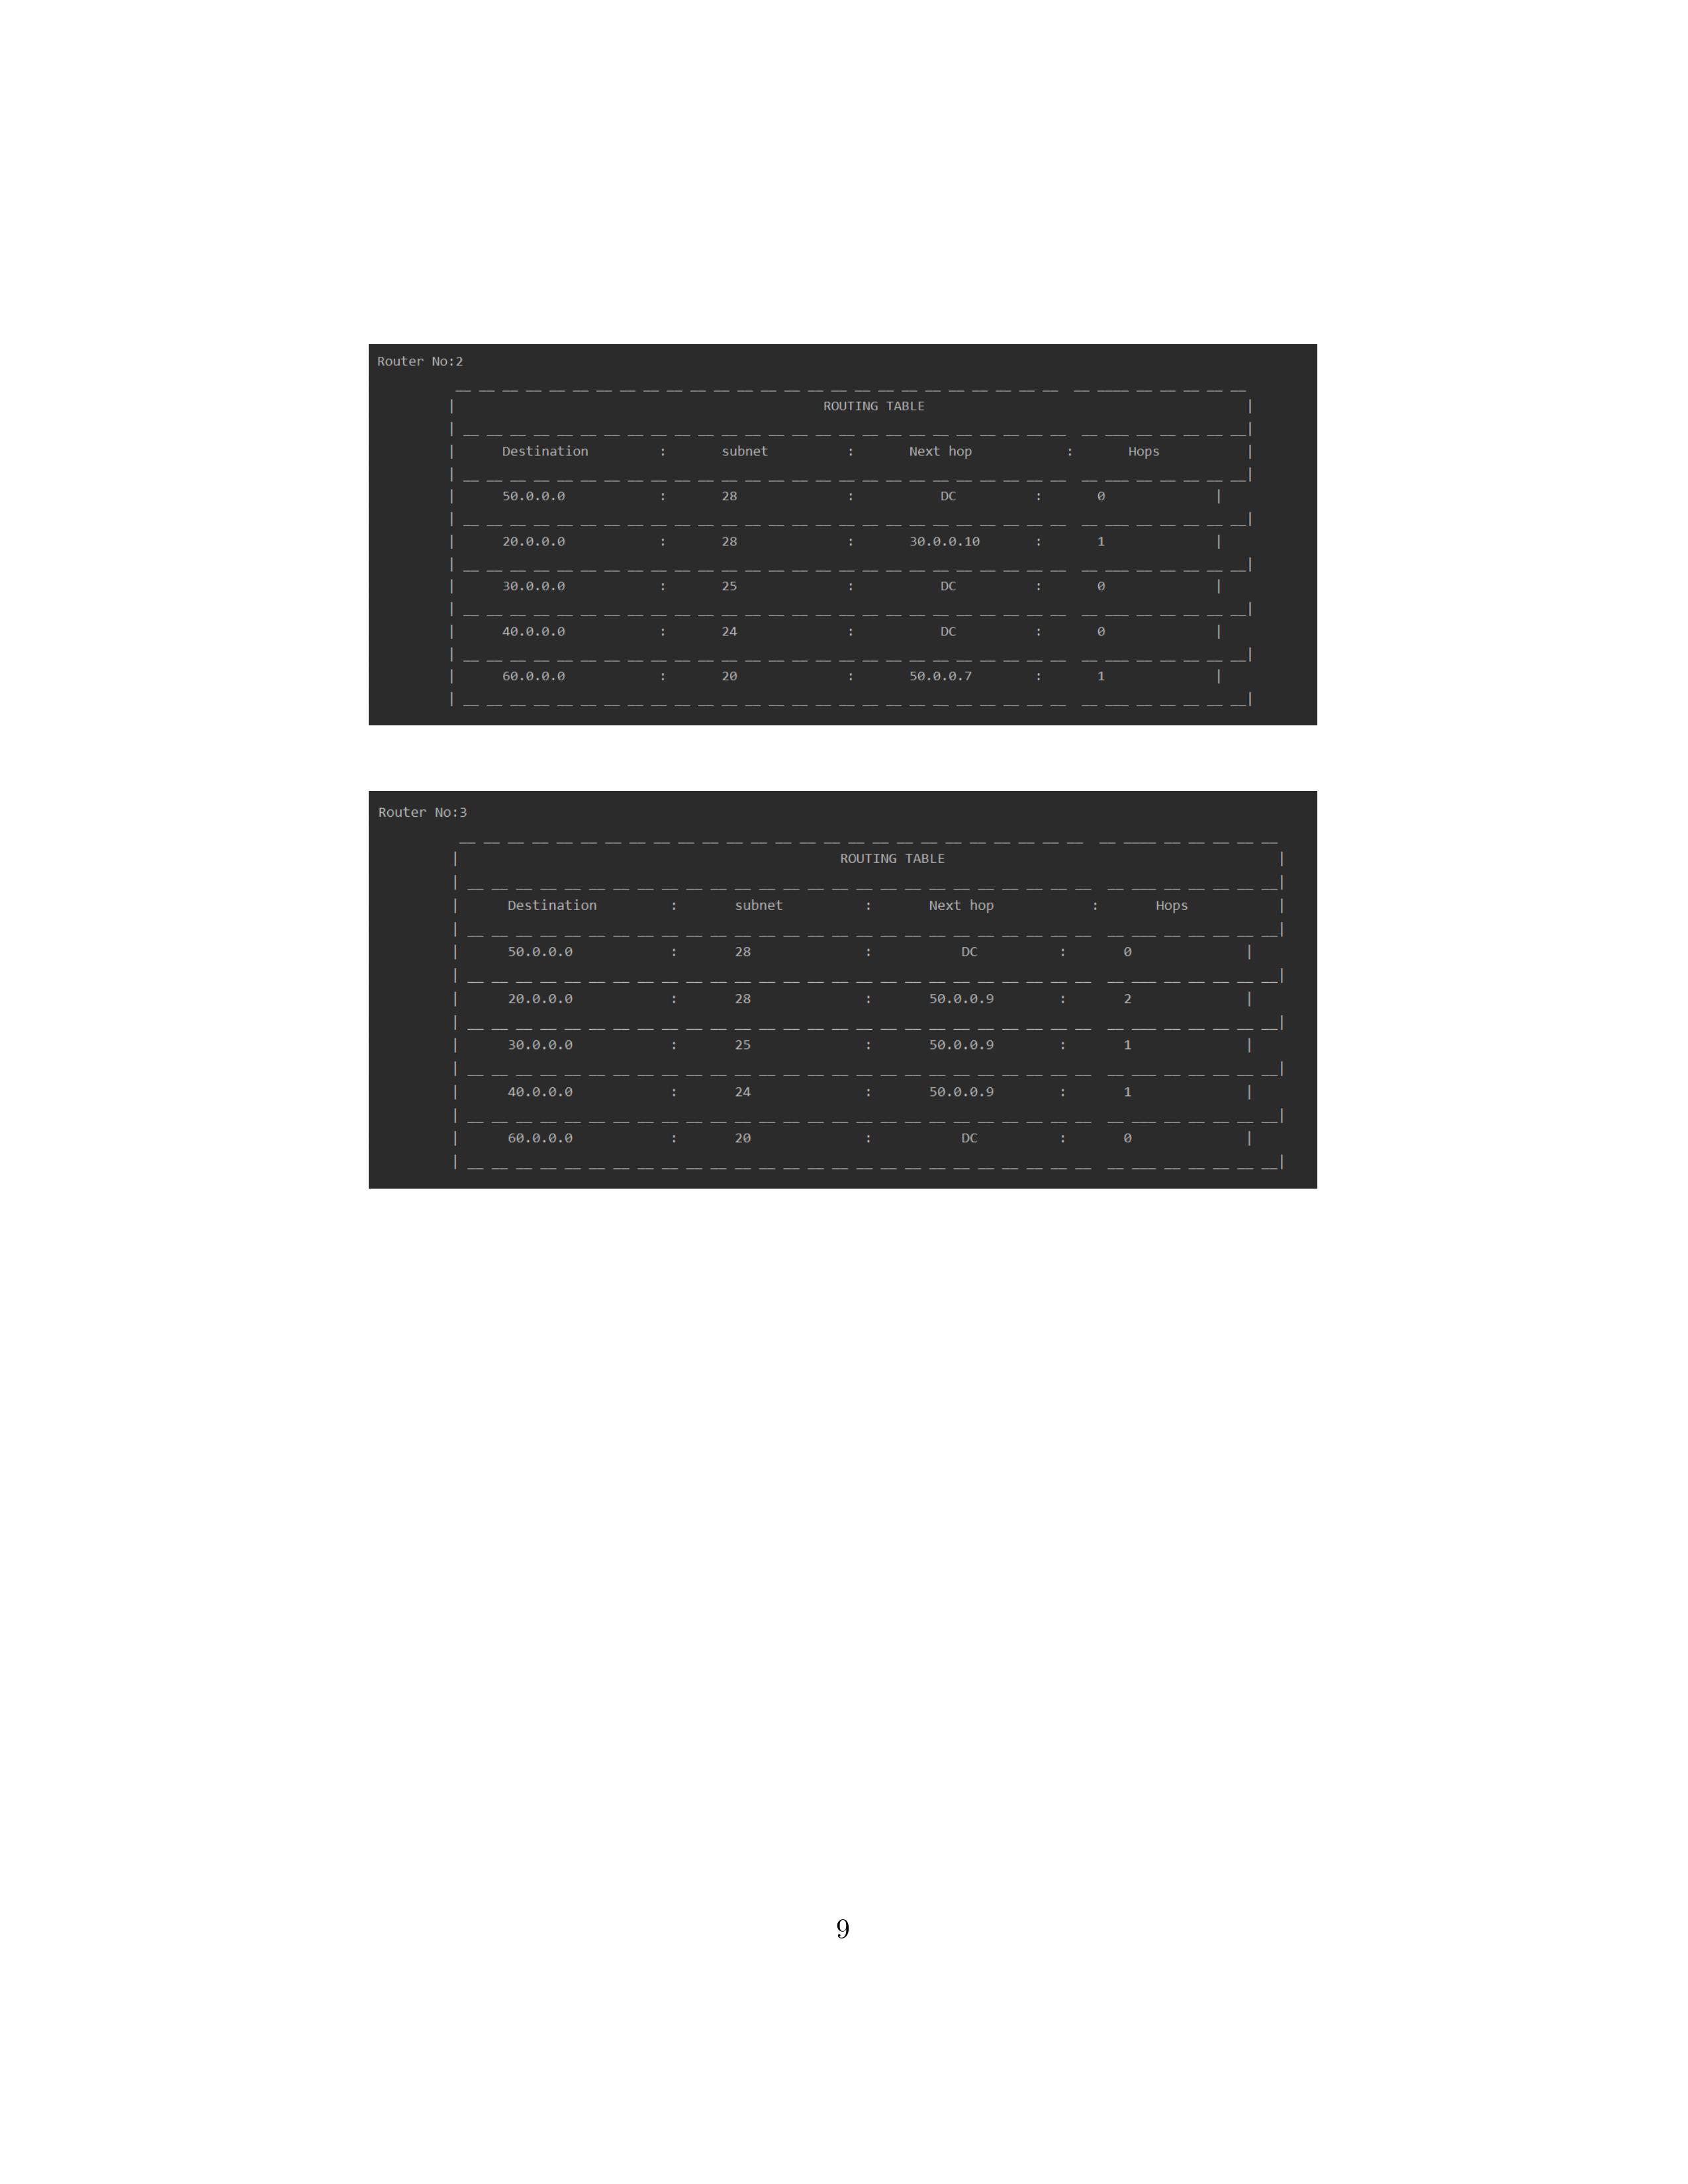 Router No:2
ROUTING TABLE
Destination : subnet : Next hop : Hops
50.0.0.0 : 28 : DC : 0
20.0.0.0 : 28 : 30.0.0.10 : 1
30.0.0.0 : 25 : DC : 0
40.0.0.0 : 24 : DC : 0
60.0.0.0 : 20 : 50.0.0.7 : 1
Router No:3
ROUTING TABLE
Destination : subnet : Next hop : Hops
50.0.0.0 : 28 : DC : 0
20.0.0.0 : 28 : 50.0.0.9 : 2
30.0.0.0 : 25 : 50.0.0.9 : 1
40.0.0.0 : 24 : 50.0.0.9 : 1
60.0.0.0 : 20 : DC : 0
9